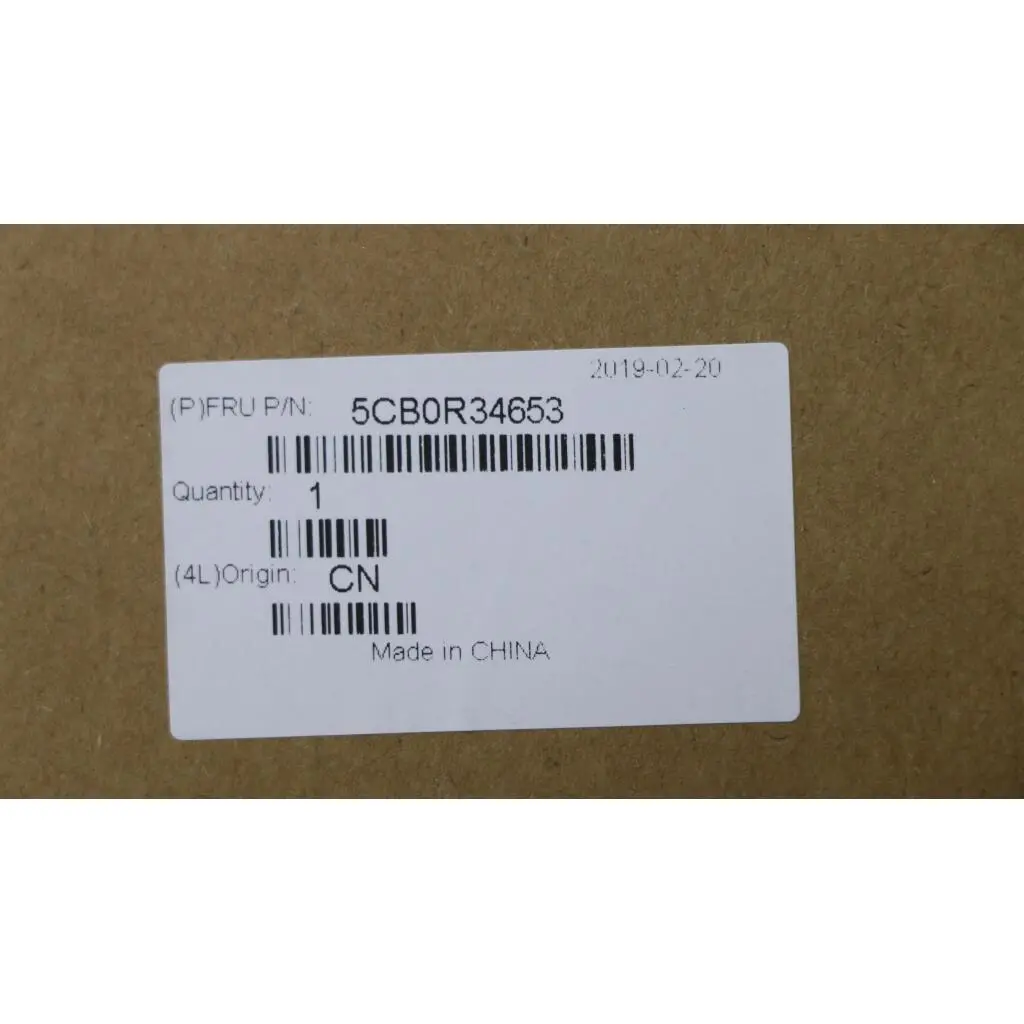 2019-02-20
(P)FRU P/N: 5CB0R34653
Quantity: 1
(4L)Origin: CN
Made in CHINA